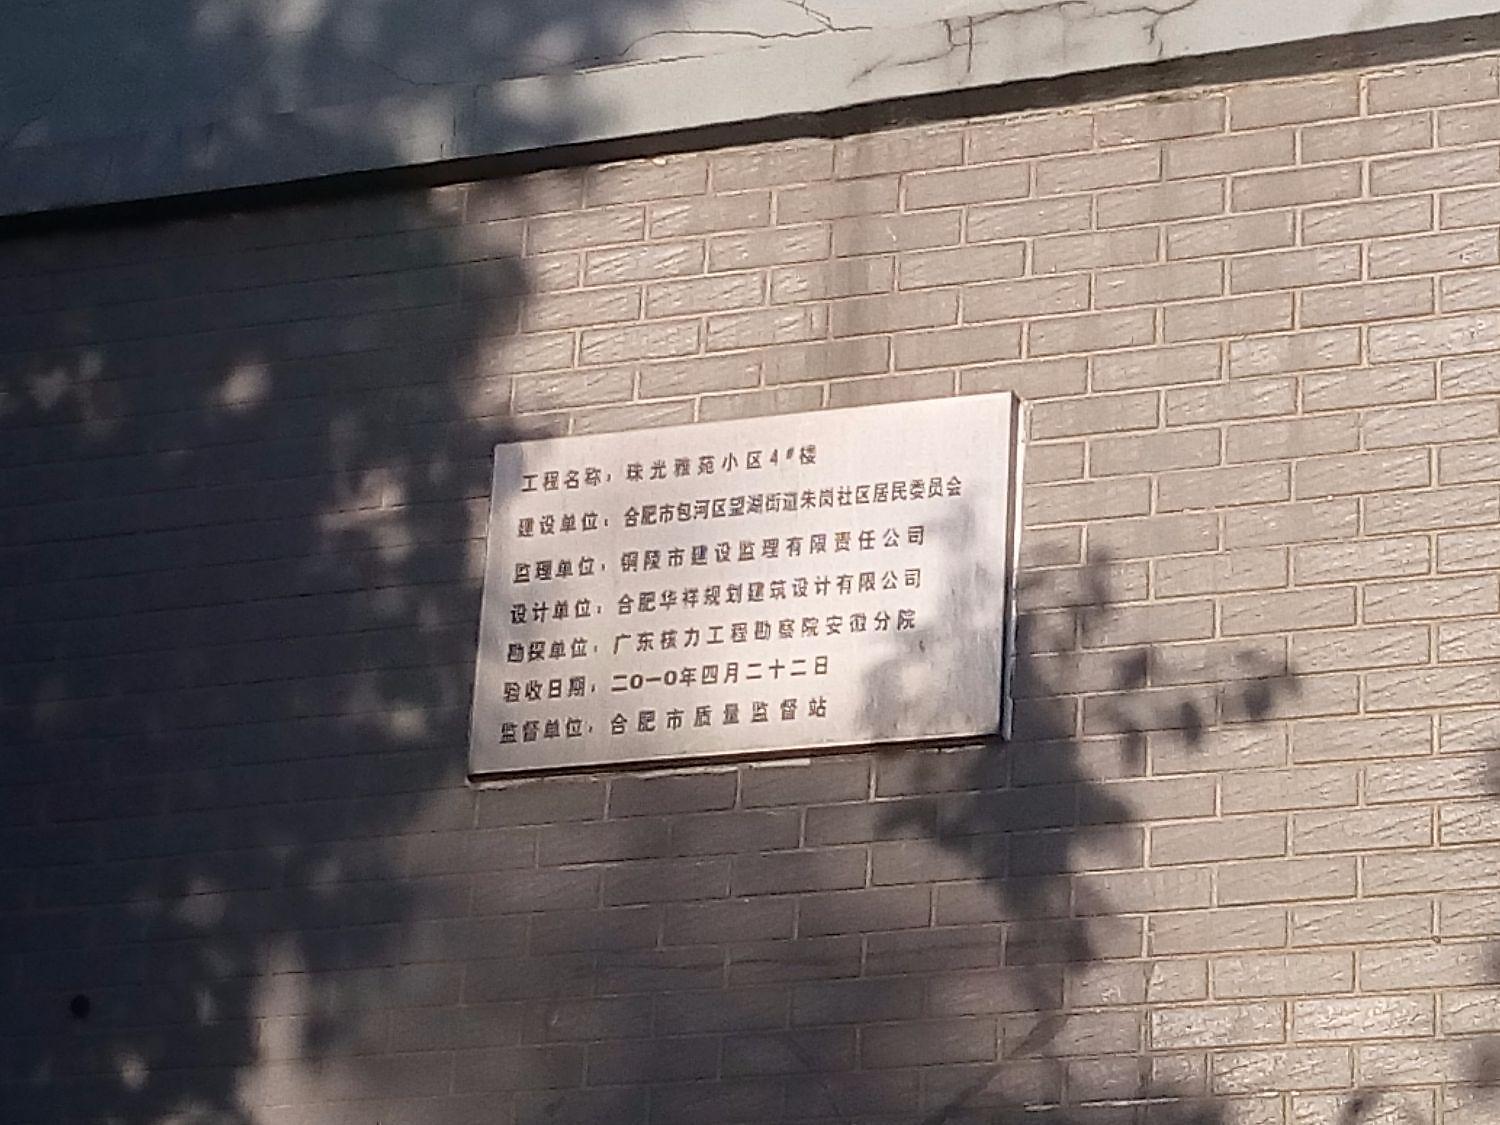 工程名称：珠光雅苑小区4#楼
建设单位：合肥市包河区望湖街道朱岗社区居民委员会
监理单位：铜陵市建设监理有限责任公司
设计单位：合肥华祥规划建筑设计有限公司
勘探单位：广东核力工程勘察院安徽分院
验收日期：二O一O年四月二十二日
监督单位：合肥市质量监督站